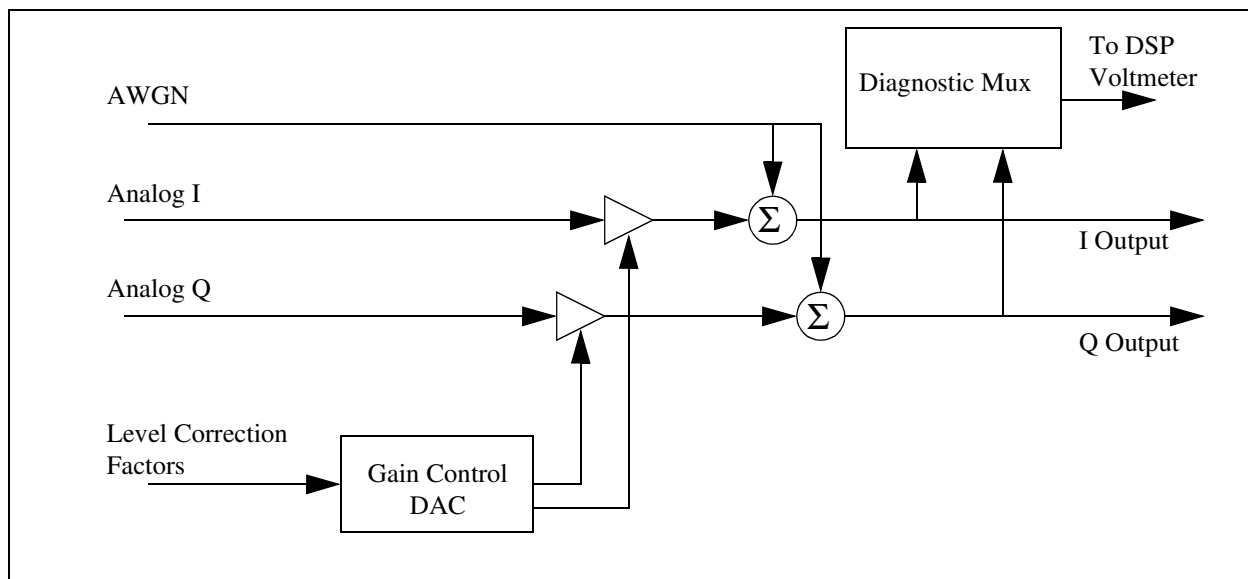 To DSP
Voltmeter
Diagnostic Mux
AWGN
Analog I
Σ
I Output
Analog Q
Σ
Q Output
Level Correction
Factors
Gain Control
DAC